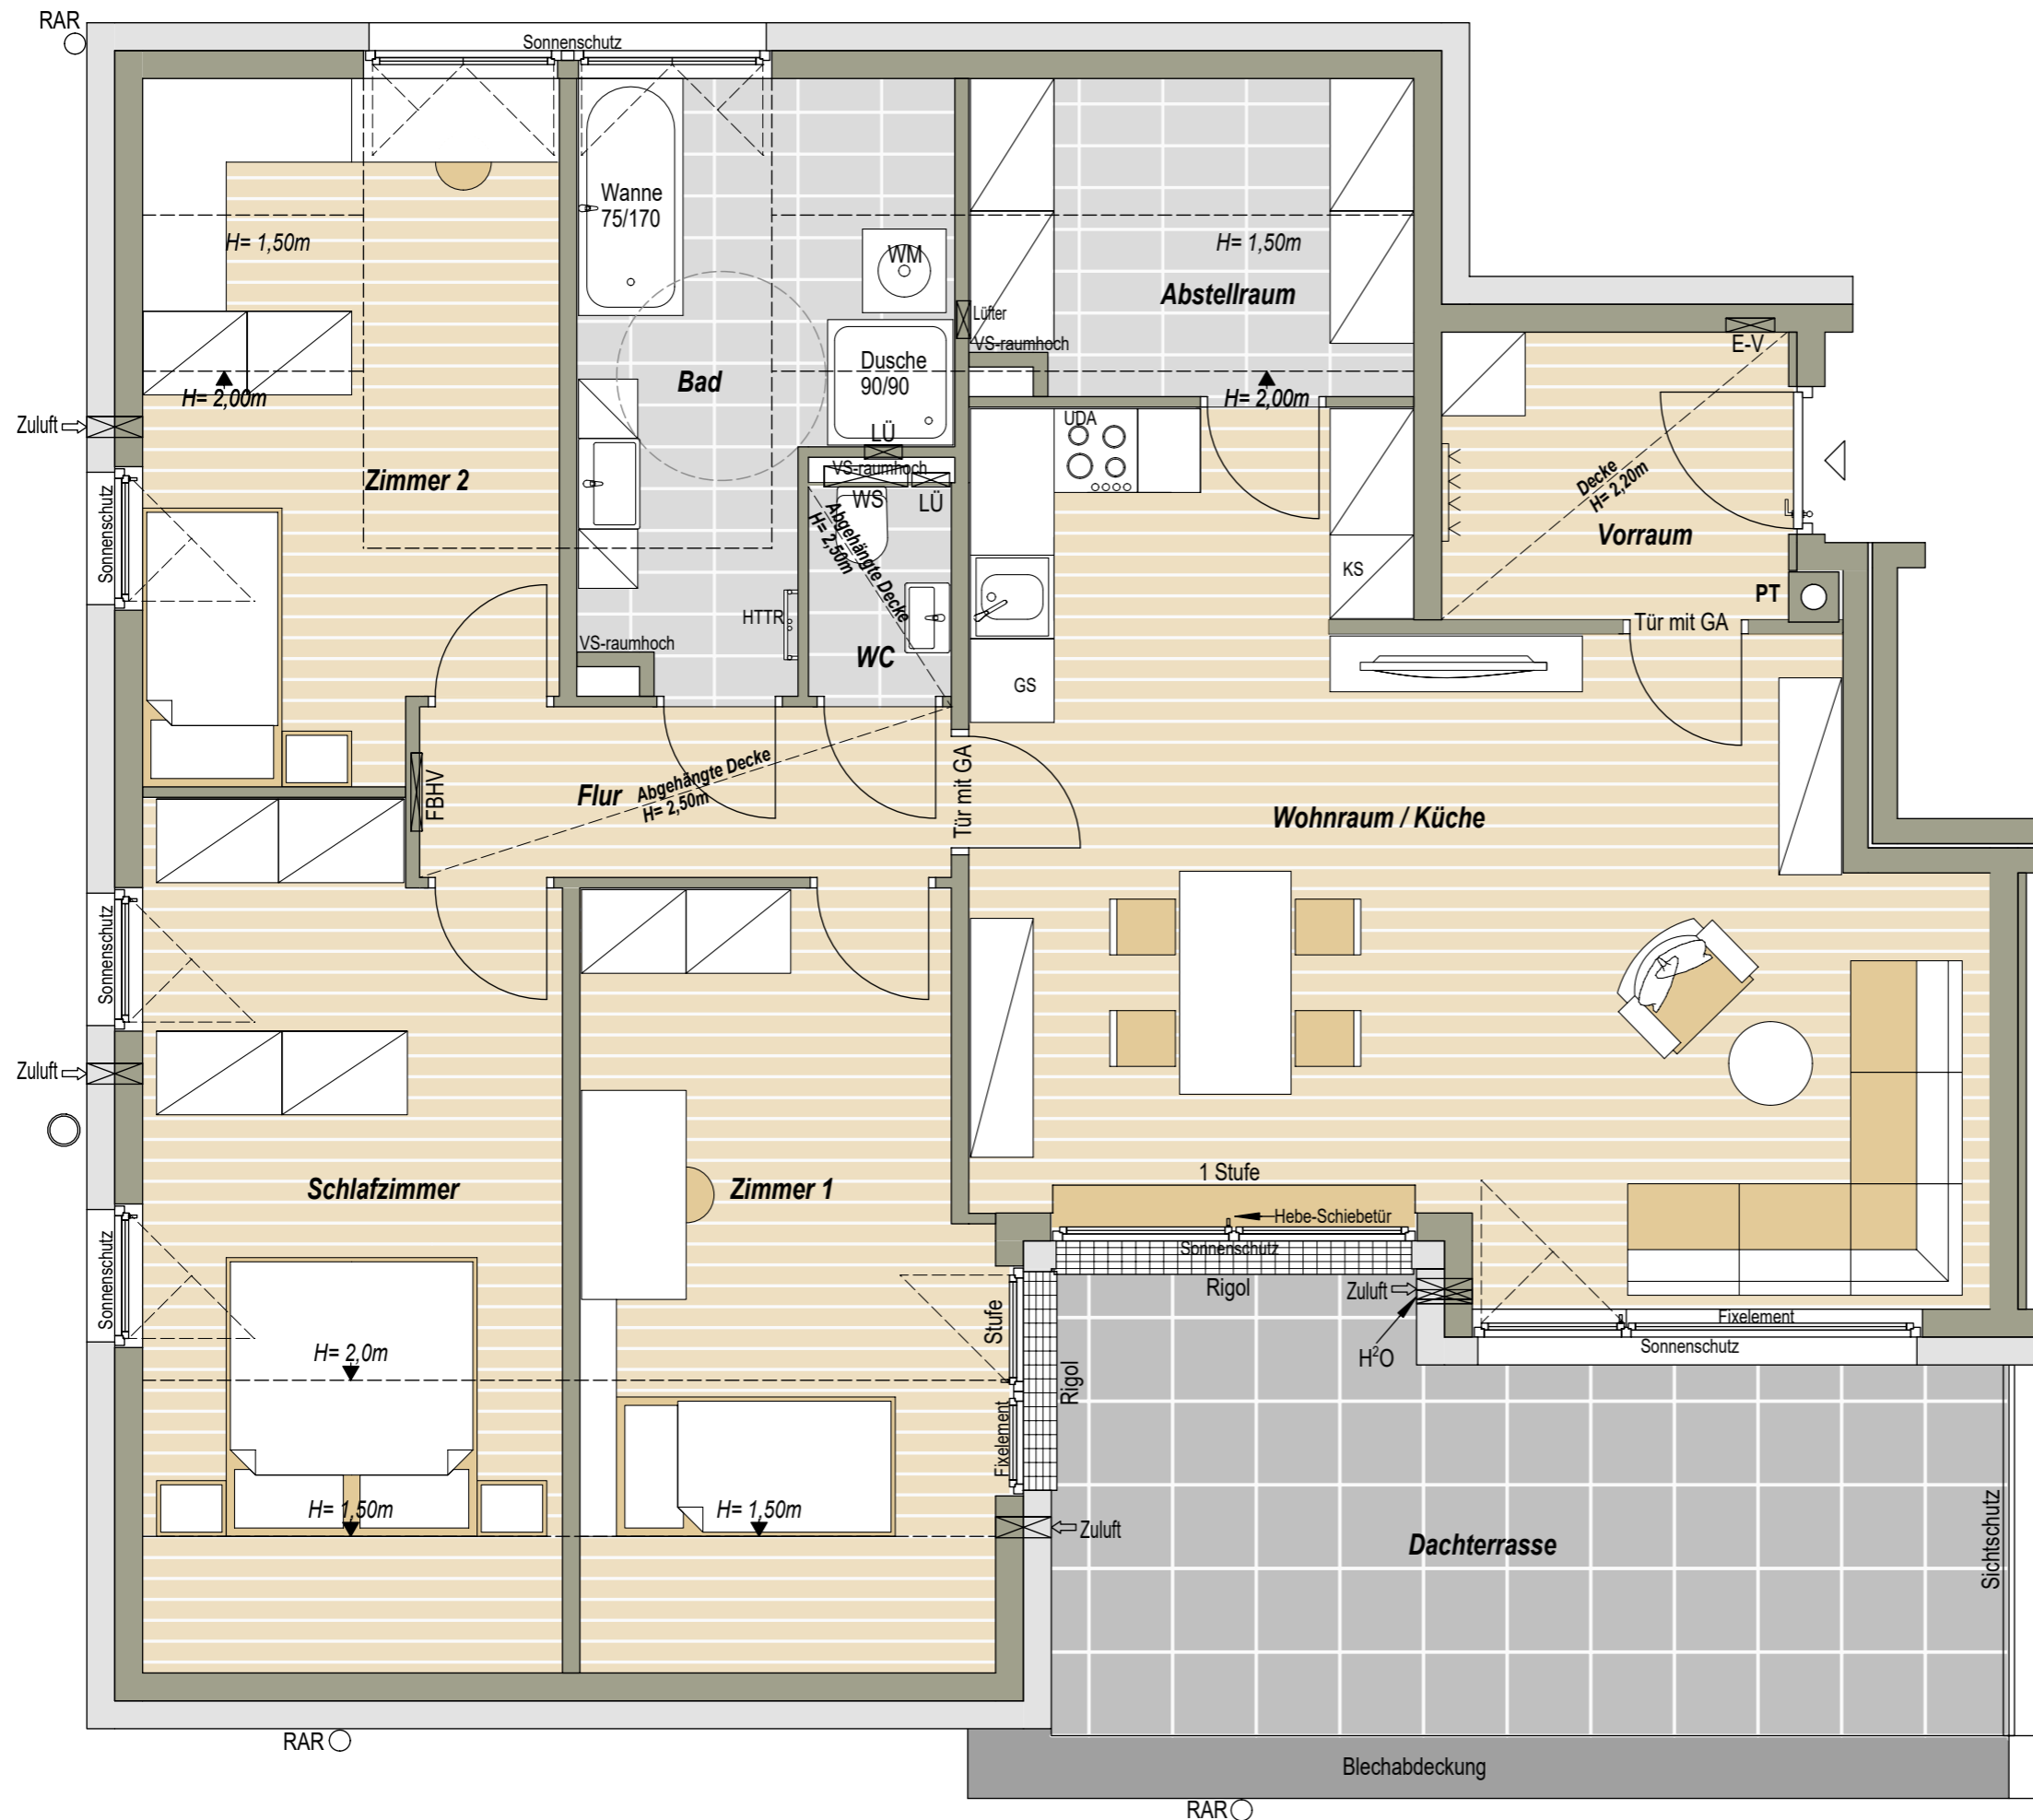 RAR
Sonnenschutz
Wanne
75/170
H= 1,50m
WM
H= 1,50m
Abstellraum
Lüfter
VS-raumhoch
E-V
Dusche
90/90
Bad
H= 2,00m
H= 2,00m
Zuluft
UDA
LÜ
VS-raumhoch
Zimmer 2
Decke
H= 2,20m
WS
LÜ
Vorraum
Sonnenschutz
Abgehängte Decke
H= 2,50m
KS
PT
HTTR
Tür mit GA
VS-raumhoch
WC
GS
FBHV
Flur
Abgehängte Decke
H= 2,50m
Tür mit GA
Wohnraum / Küche
Sonnenschutz
Zuluft
1 Stufe
Schlafzimmer
Zimmer 1
Hebe-Schiebetür
Sonnenschutz
Sonnenschutz
Rigol
Zuluft
Fixelement
Stufe
Sonnenschutz
H= 2,0m
H²O
Rigol
Fixelement
H= 1,50m
H= 1,50m
Zuluft
Dachterrasse
Sichtschutz
RAR
Blechabdeckung
RAR